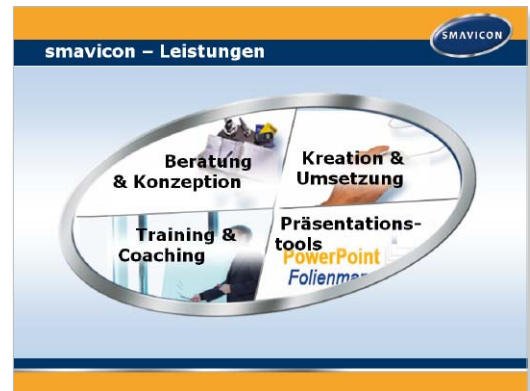 SMAVICON
smavicon – Leistungen
Beratung
& Konzeption
Kreation &
Umsetzung
Training &
Coaching
Präsentations-
tools
PowerPoint